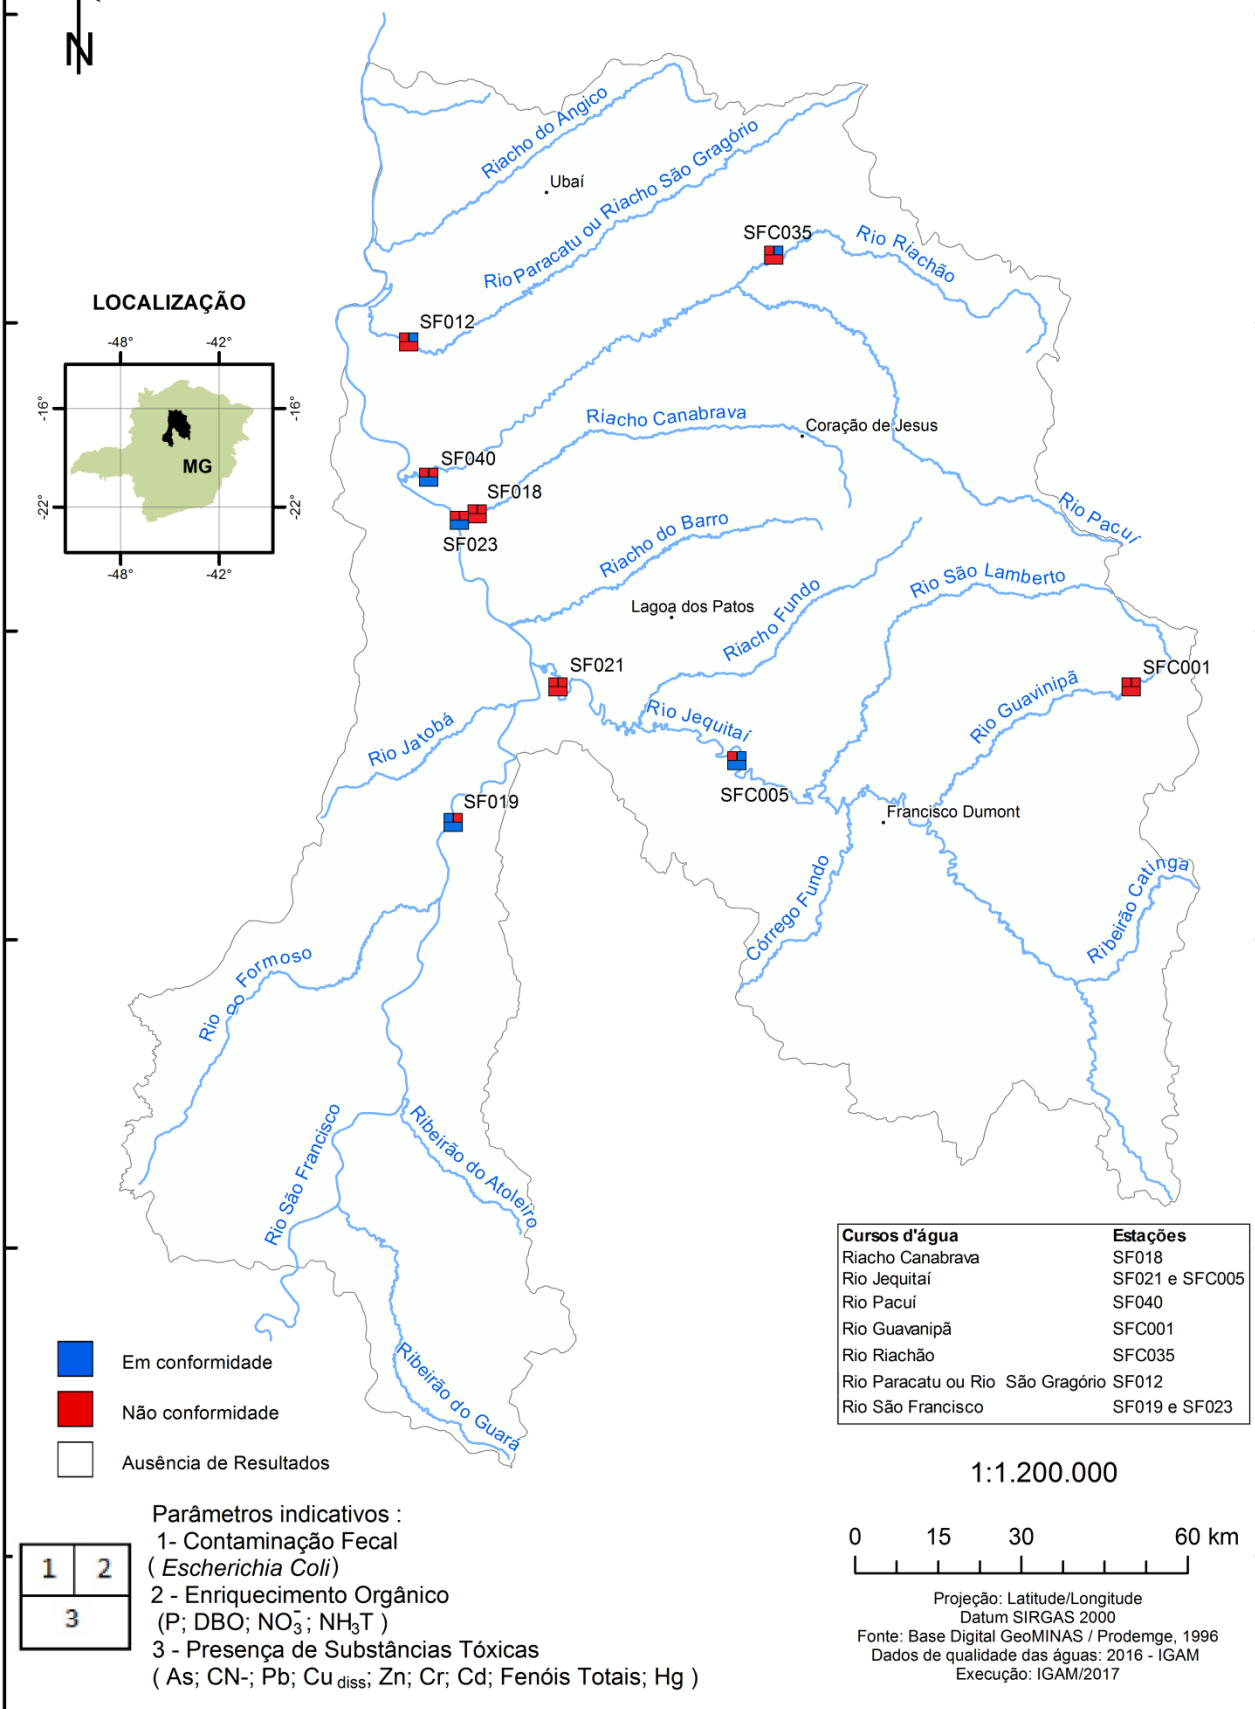 N
Riacho do Angico
Ubaí
Rio Paracatu ou Riacho São Gragório
SFC035
Rio Riachão
LOCALIZAÇÃO
SF012
-48° -42°
-16° -16°
MG
-22° -22°
-48° -42°
Riacho Canabrava
Coração de Jesus
SF040
SF018
SF023
Rio Pacuí
Riacho do Barro
Rio São Lamberto
Lagoa dos Patos
Riacho Fundo
SF021
SFC001
Rio Guavinipã
Rio Jequitaí
Rio Jatobá
SFC005
SF019
Francisco Dumont
Córrego Fundo
Ribeirão Catinga
Rio do Formoso
Rio São Francisco
Ribeirão do Atoleiro
Ribeirão do Guará
Cursos d'água Estações
Riacho Canabrava SF018
Rio Jequitaí SF021 e SFC005
Rio Pacuí SF040
Rio Guavanipã SFC001
Rio Riachão SFC035
Rio Paracatu ou Rio São Gragório SF012
Rio São Francisco SF019 e SF023
Em conformidade
Não conformidade
Ausência de Resultados
1:1.200.000
0 15 30 60 km
Projeção: Latitude/Longitude
Datum SIRGAS 2000
Fonte: Base Digital GeoMINAS / Prodemge, 1996
Dados de qualidade das águas: 2016 - IGAM
Execução: IGAM/2017
1 2
3
Parâmetros indicativos :
1- Contaminação Fecal
( Escherichia Coli)
2 - Enriquecimento Orgânico
(P; DBO; NO₃⁻; NH₃T )
3 - Presença de Substâncias Tóxicas
( As; CN-; Pb; Cu diss; Zn; Cr; Cd; Fenóis Totais; Hg )